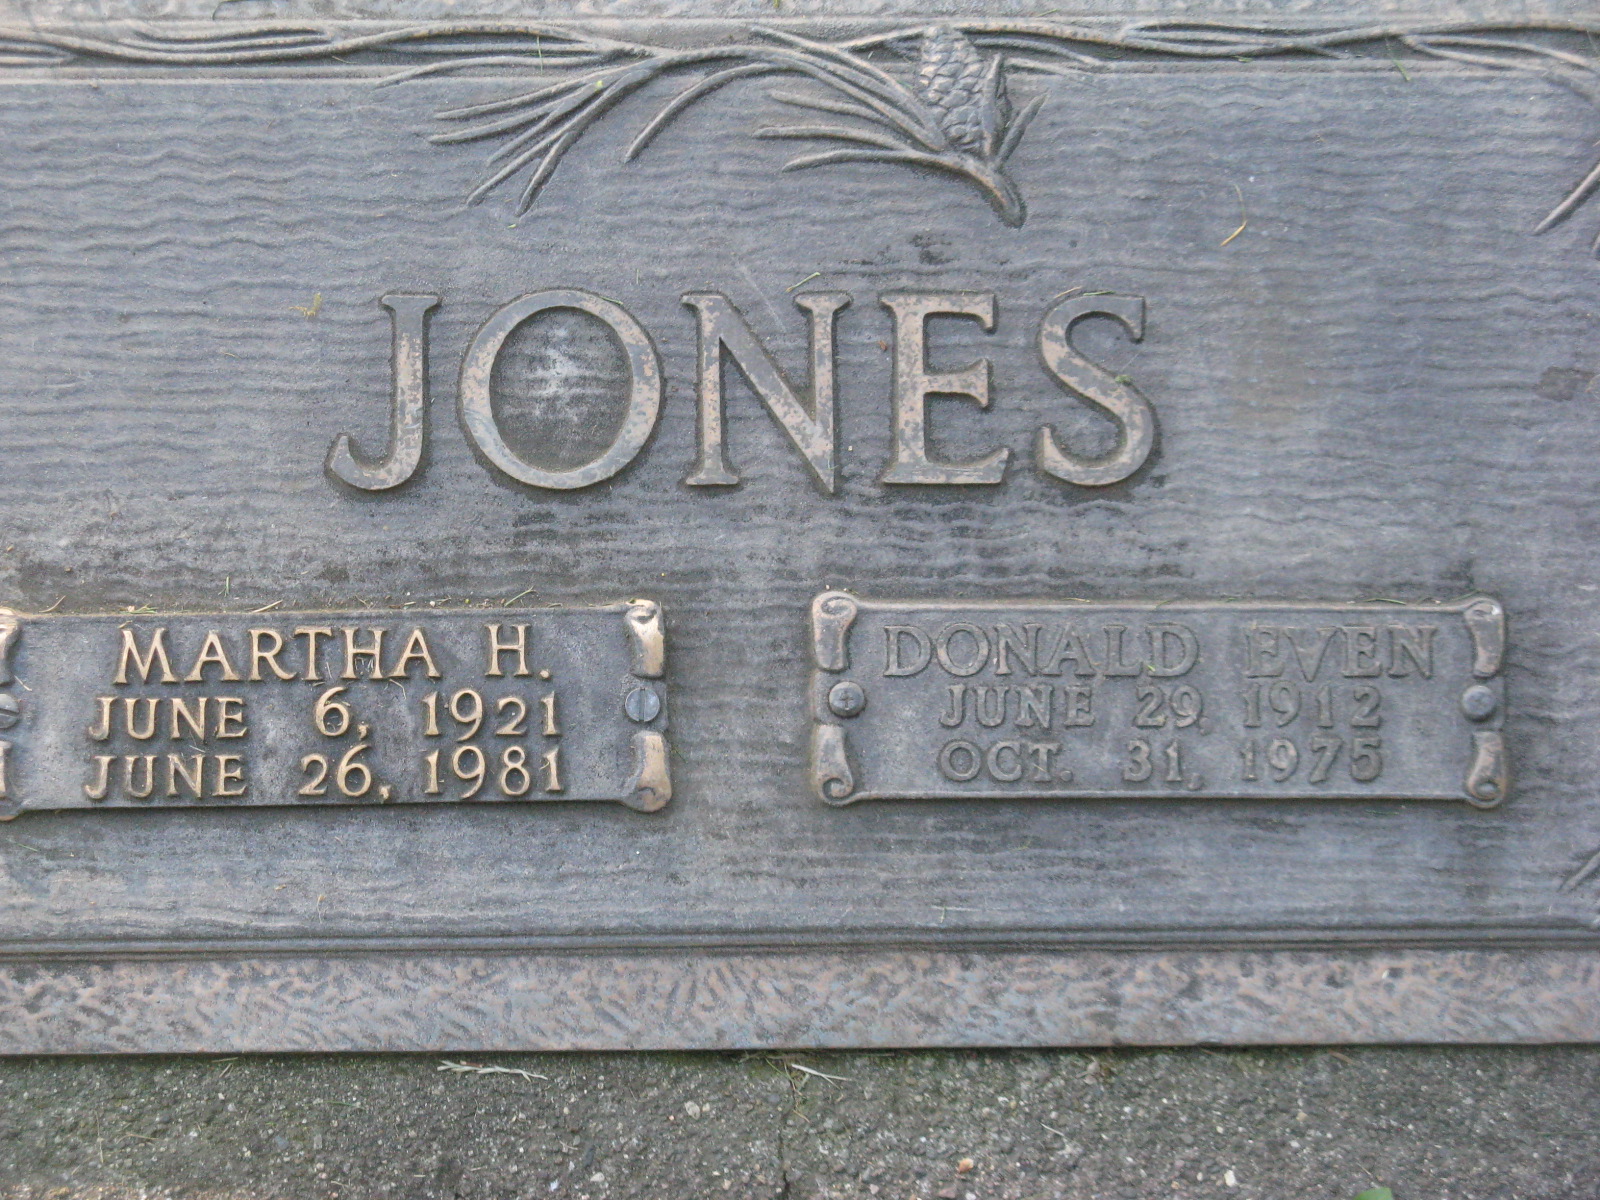 JONES
MARTHA H.
JUNE 6, 1921
JUNE 26, 1981
DONALD EVEN
JUNE 29, 1912
OCT. 31, 1975